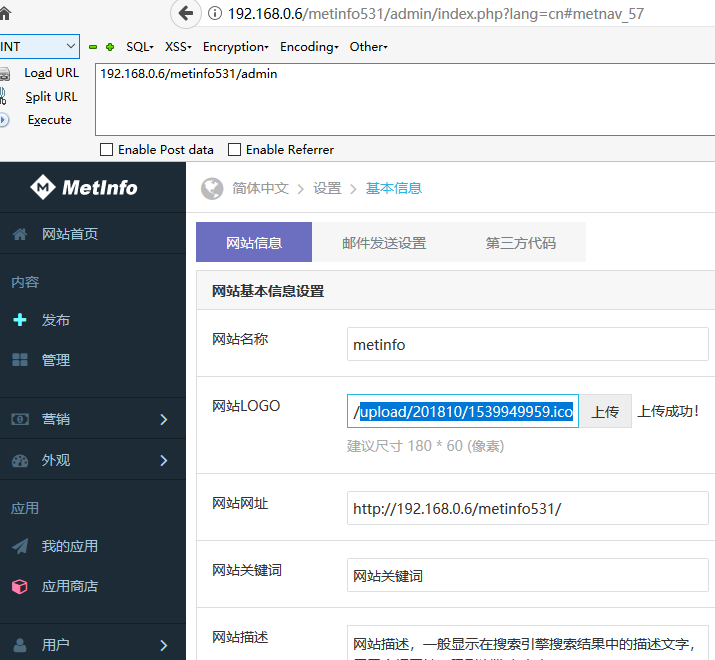 192.168.0.6/metinfo531/admin/index.php?lang=cn#metnav_57
INT
SQL XSS Encryption Encoding Other
Load URL
Split URL
Execute
192.168.0.6/metinfo531/admin
Enable Post data Enable Referrer
MetInfo
网站首页
内容
发布
管理
营销
外观
应用
我的应用
应用商店
用户
简体中文 > 设置 > 基本信息
网站信息 邮件发送设置 第三方代码
网站基本信息设置
网站名称 metinfo
网站LOGO /upload/201810/1539949959.ico 上传 上传成功!
建议尺寸 180 * 60 (像素)
网站网址 http://192.168.0.6/metinfo531/
网站关键词 网站关键词
网站描述 网站描述，一般显示在搜索引擎搜索结果中的描述文字，